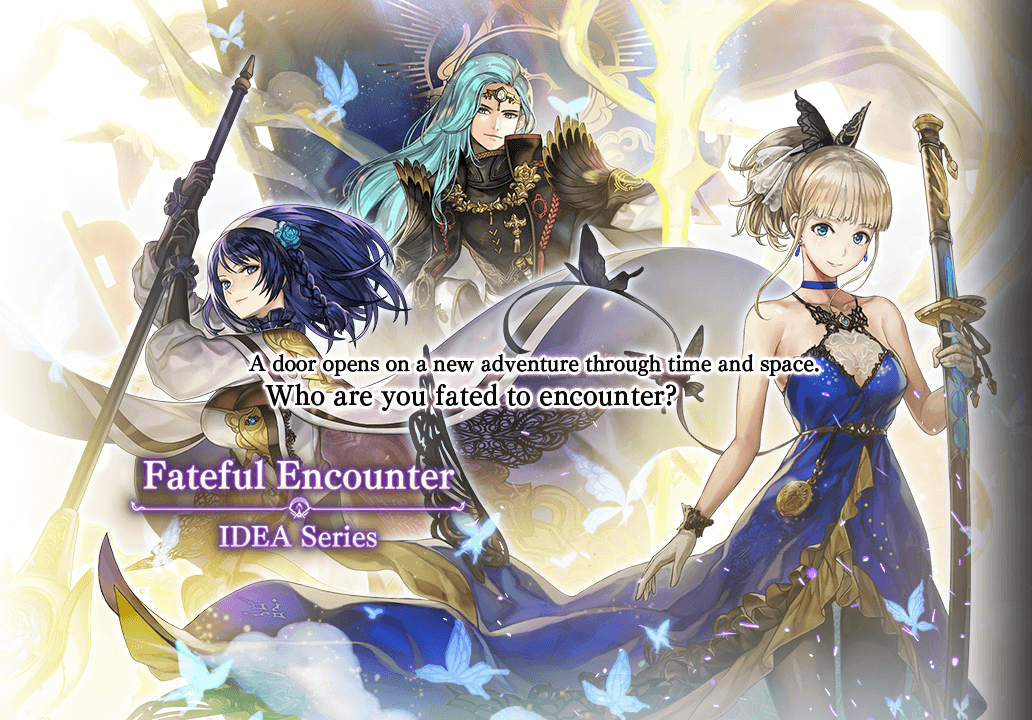 A door opens on a new adventure through time and space.
Who are you fated to encounter?
Fateful Encounter
IDEA Series